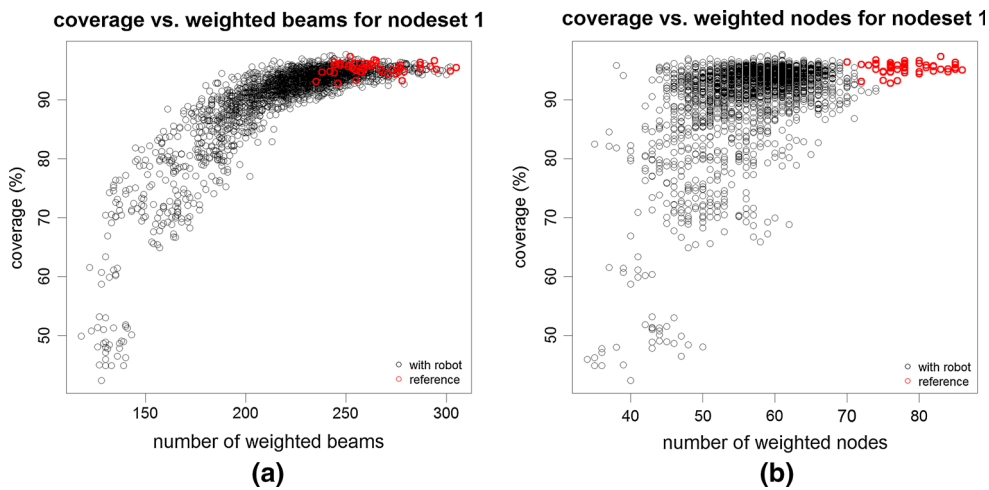 coverage vs. weighted beams for nodeset 1
coverage (%)
90
80
70
60
50
with robot
reference
150 200 250 300
number of weighted beams
(a)
coverage vs. weighted nodes for nodeset 1
coverage (%)
90
80
70
60
50
with robot
reference
40 50 60 70 80
number of weighted nodes
(b)